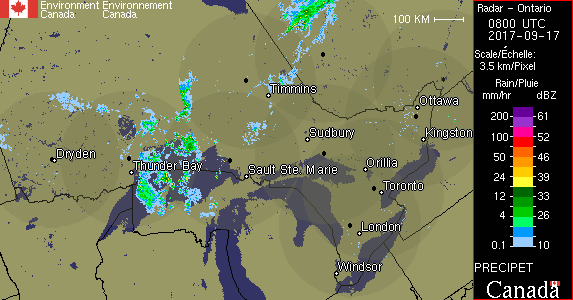 Environment Environnement
Canada Canada
100 KM
Timmins
Ottawa
Sudbury
Kingston
Dryden
Thunder Bay
Sault Ste. Marie
Orillia
Toronto
London
Windsor
Radar - Ontario
0800 UTC
2017-09-17
Scale/Échelle:
3.5 km/Pixel
Rain/Pluie
mm/hr dBZ
200 61
100 52
50 46
24 39
12 33
4 26
0.1 10
PRECIPET
Canada